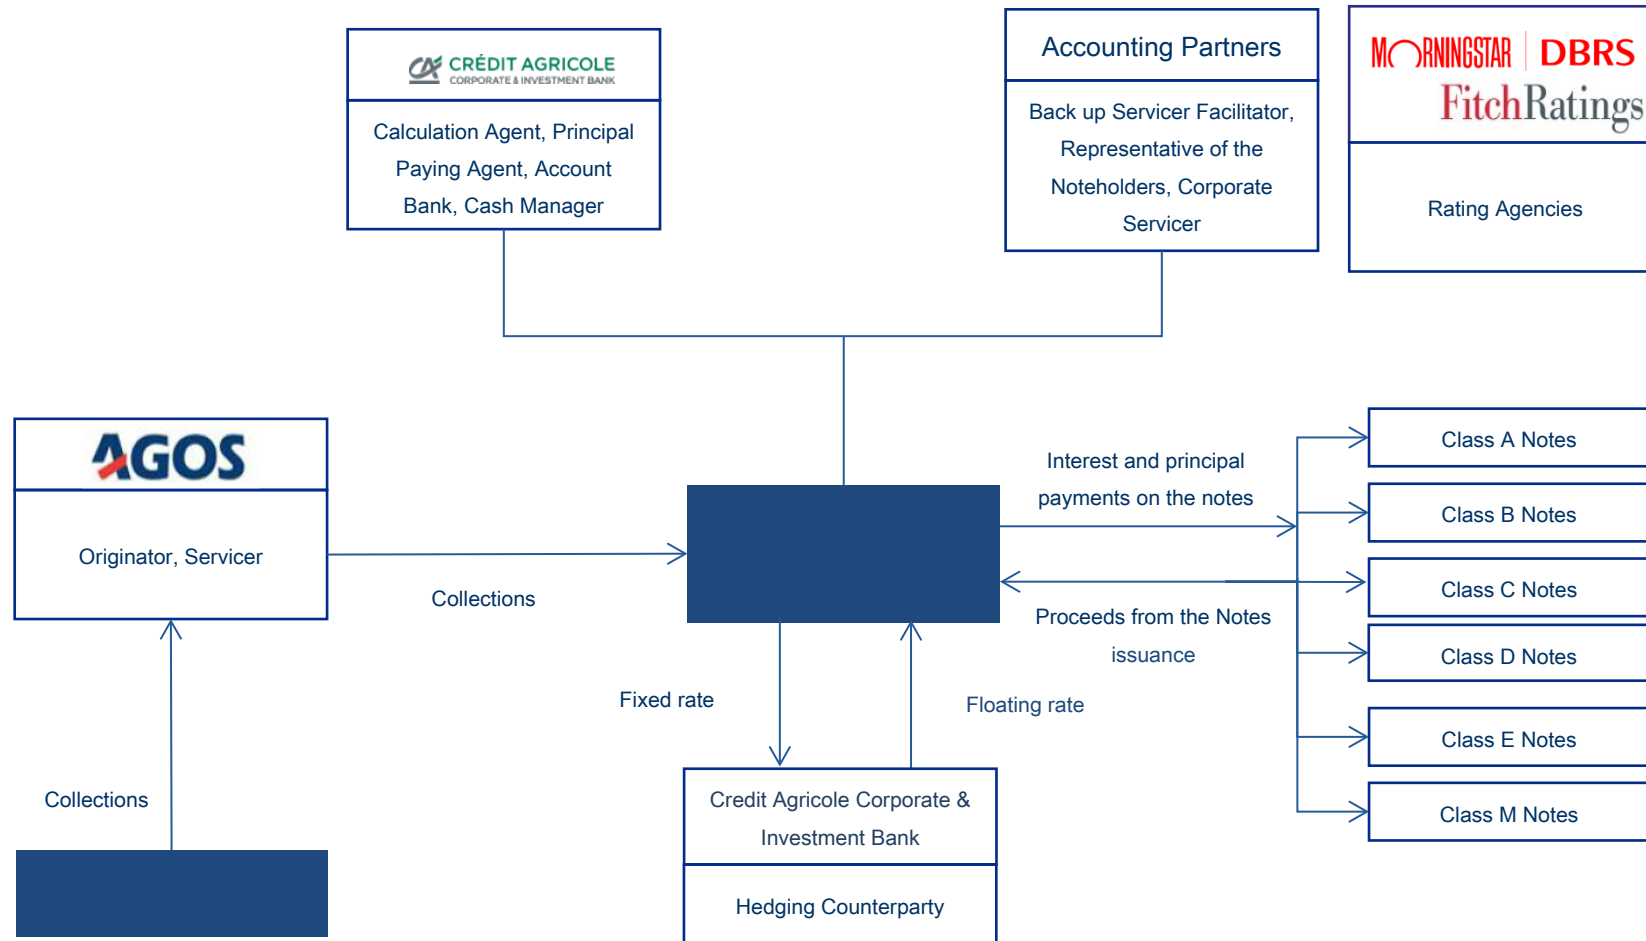 CRÉDIT AGRICOLE
CORPORATE & INVESTMENT BANK
Calculation Agent, Principal
Paying Agent, Account
Bank, Cash Manager
Accounting Partners
Back up Servicer Facilitator,
Representative of the
Noteholders, Corporate
Servicer
MORNINGSTAR | DBRS
FitchRatings
Rating Agencies
AGOS
Originator, Servicer
Collections
Collections
Interest and principal
payments on the notes
Proceeds from the Notes
issuance
Fixed rate
Floating rate
Credit Agricole Corporate &
Investment Bank
Hedging Counterparty
Class A Notes
Class B Notes
Class C Notes
Class D Notes
Class E Notes
Class M Notes